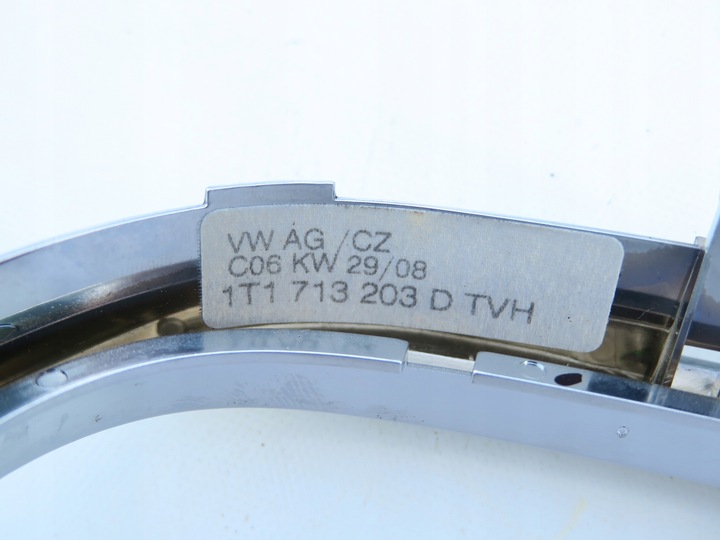 VW AG /CZ
C06 KW 29/08
1T1 713 203 D TVH